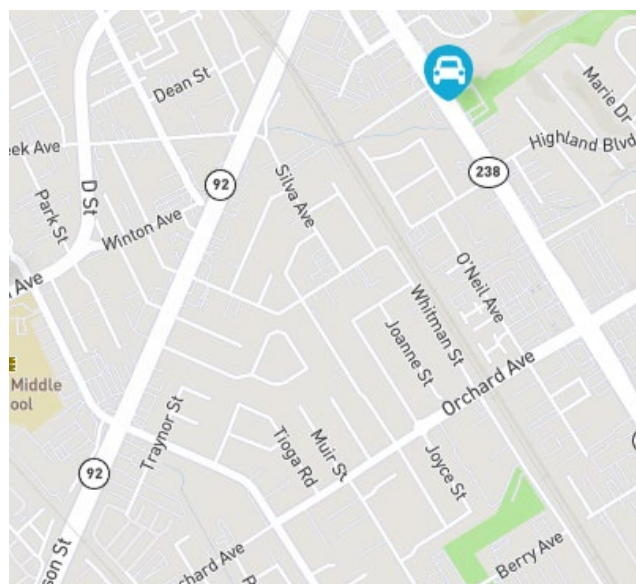 Dean St
Marie Dr
Highland Blvd
eek Ave
92
238
Silva Ave
D St
Park St
Winton Ave
Ave
O'Neil Ave
Whitman St
Joanne St
Middle
ool
Orchard Ave
Traynor St
Muir St
Tioga Rd
Joyce St
92
son St
chard Ave
Berry Ave